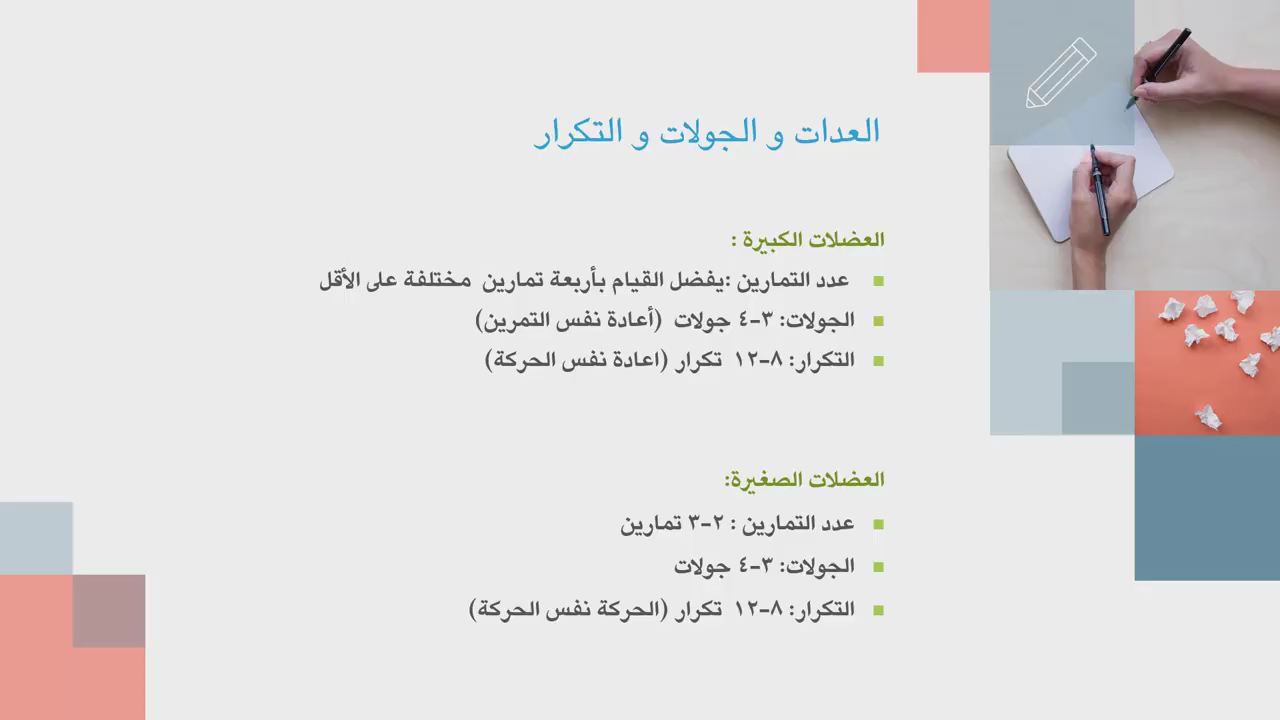 العدات و الجولات و التكرار
العضلات الكبيرة :
عدد التمارين :يفضل القيام بأربعة تمارين مختلفة على الأقل
الجولات: ٣-٤ جولات (أعادة نفس التمرين)
التكرار: ٨-١٢ تكرار (اعادة نفس الحركة)
العضلات الصغيرة:
عدد التمارين : ٢-٣ تمارين
الجولات: ٣-٤ جولات
التكرار: ٨-١٢ تكرار (الحركة نفس الحركة)